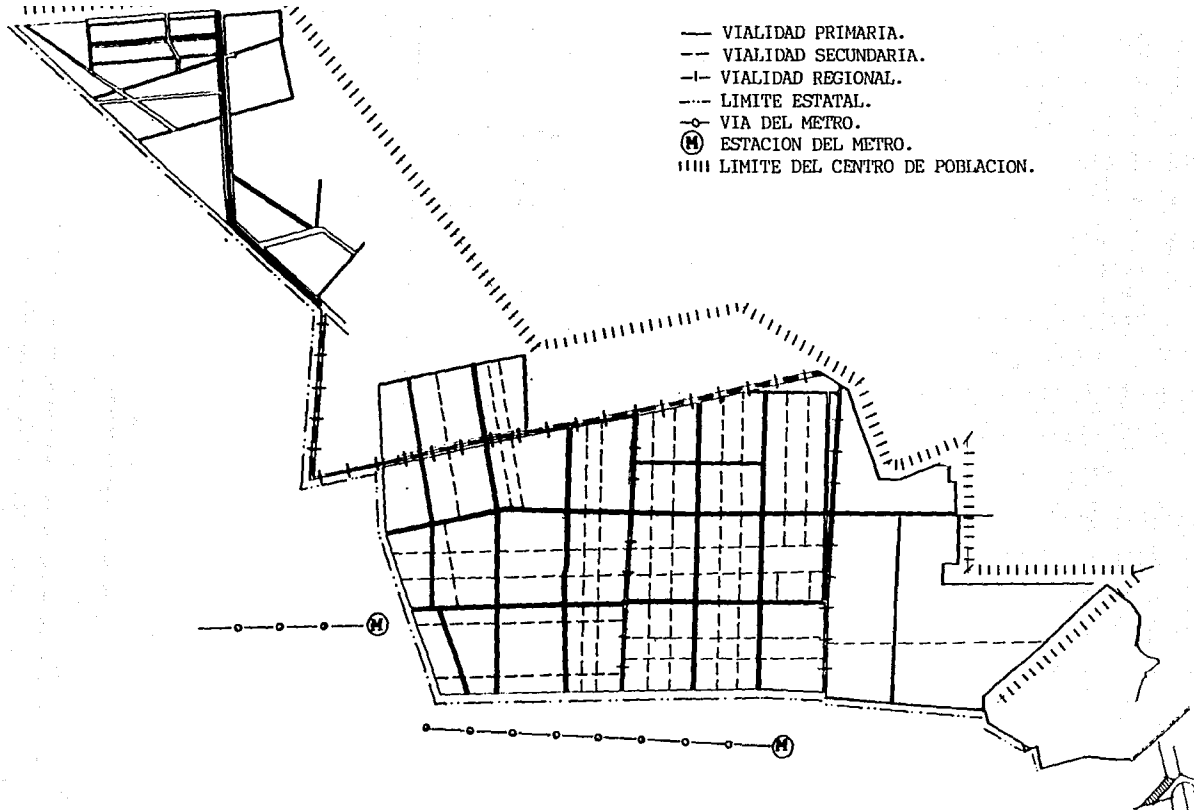 VIALIDAD PRIMARIA.
VIALIDAD SECUNDARIA.
VIALIDAD REGIONAL.
LIMITE ESTATAL.
VIA DEL METRO.
M ESTACION DEL METRO.
LIMITE DEL CENTRO DE POBLACION.
M
M